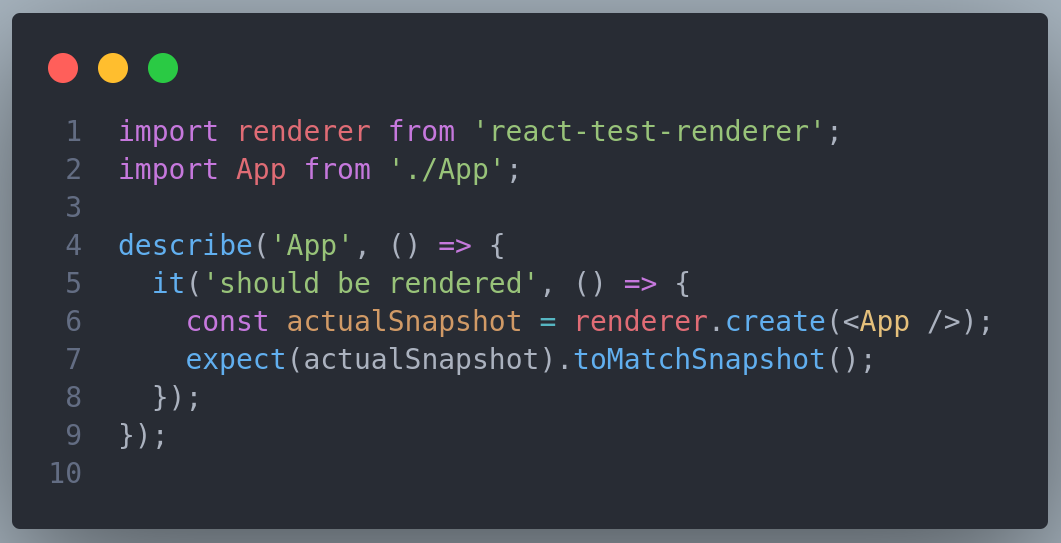 1 import renderer from 'react-test-renderer';
2 import App from './App';
3
4 describe('App', () => {
5   it('should be rendered', () => {
6     const actualSnapshot = renderer.create(<App />);
7     expect(actualSnapshot).toMatchSnapshot();
8   });
9 });
10